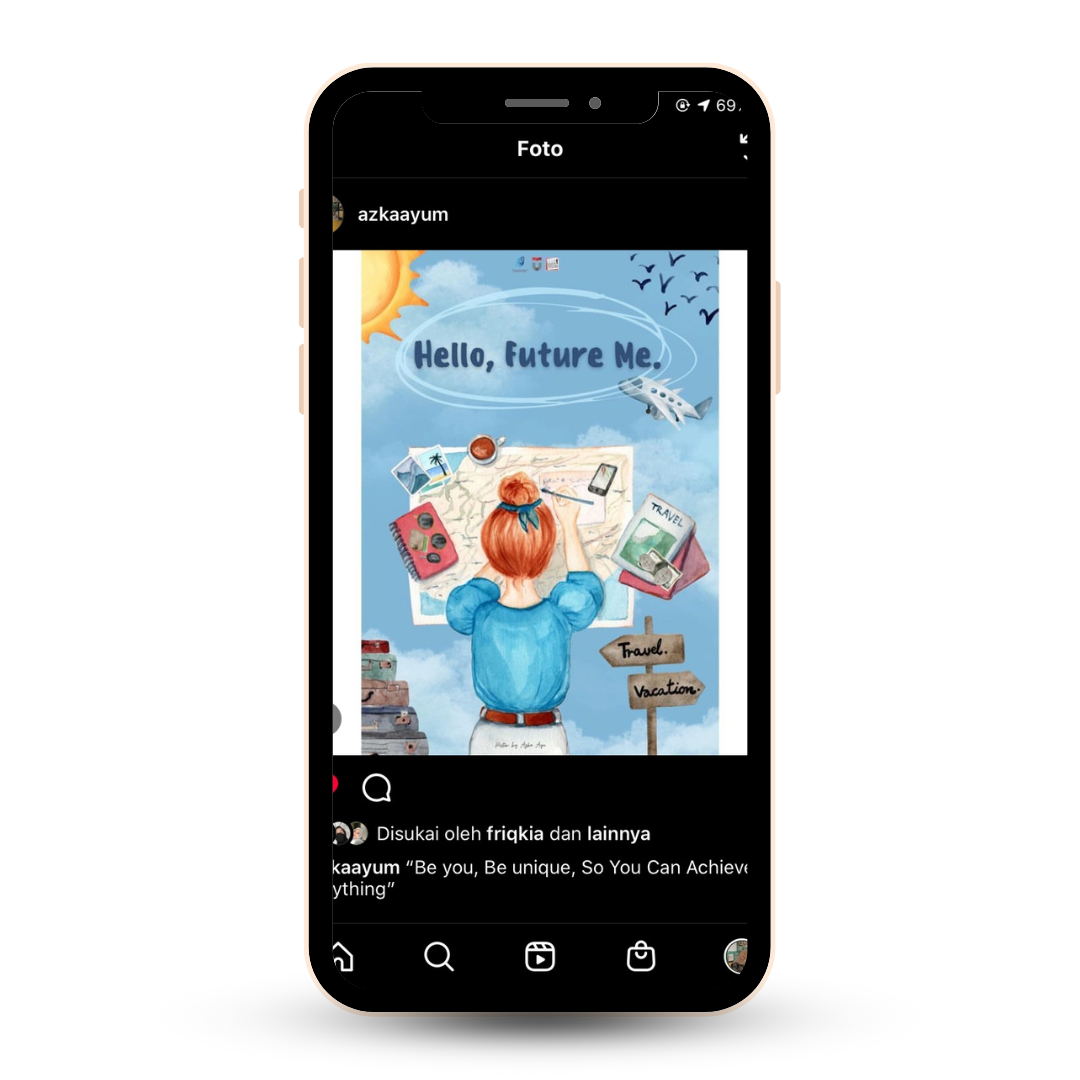 69
Foto
azkaayum
Hello, Future Me.
TRAVEL
Travel.
Vacation.
Disukai oleh friqkia dan lainnya
kaayum “Be you, Be unique, So You Can Achieve
ything”